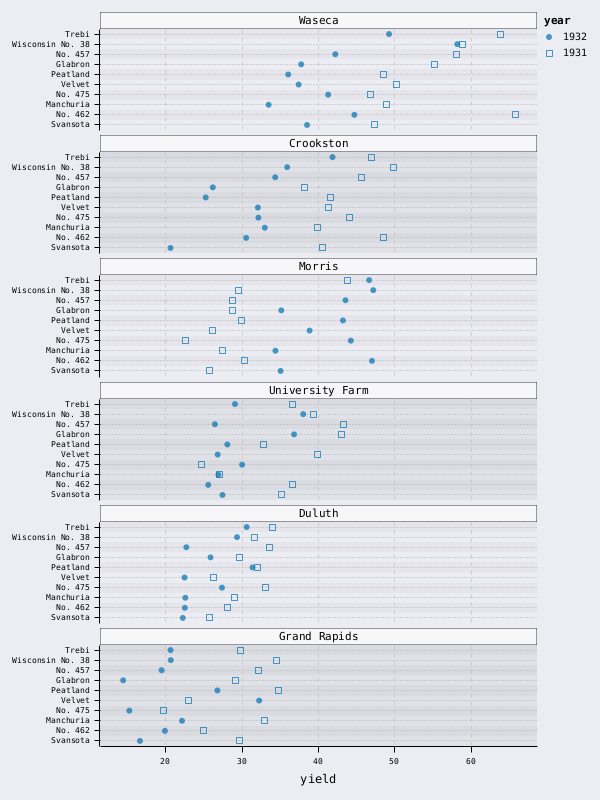 Waseca
year
1932
1931
Trebi
Wisconsin No. 38
No. 457
Glabron
Peatland
Velvet
No. 475
Manchuria
No. 462
Svansota
Crookston
Trebi
Wisconsin No. 38
No. 457
Glabron
Peatland
Velvet
No. 475
Manchuria
No. 462
Svansota
Morris
Trebi
Wisconsin No. 38
No. 457
Glabron
Peatland
Velvet
No. 475
Manchuria
No. 462
Svansota
University Farm
Trebi
Wisconsin No. 38
No. 457
Glabron
Peatland
Velvet
No. 475
Manchuria
No. 462
Svansota
Duluth
Trebi
Wisconsin No. 38
No. 457
Glabron
Peatland
Velvet
No. 475
Manchuria
No. 462
Svansota
Grand Rapids
Trebi
Wisconsin No. 38
No. 457
Glabron
Peatland
Velvet
No. 475
Manchuria
No. 462
Svansota
20 30 40 50 60
yield